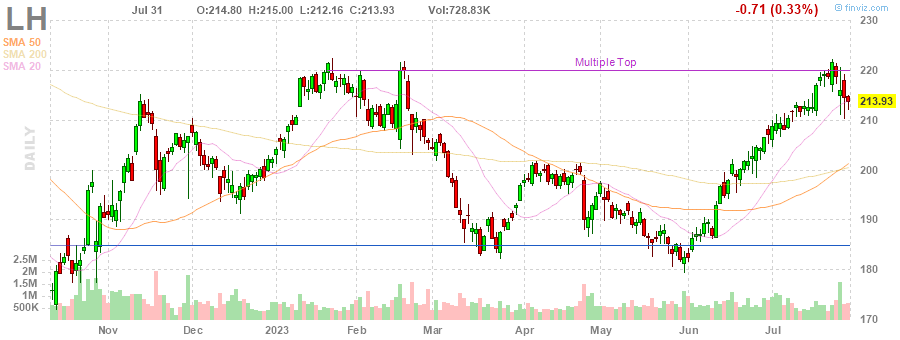 LH Jul 31 O:214.80 H:215.00 L:212.16 C:213.93 Vol:728.83K -0.71 (0.33%) © finviz.com
SMA 50
SMA 200
SMA 20
DAILY
Multiple Top
230
220
213.93
210
200
190
180
170
2.5M
2M
1.5M
1M
500K
Nov Dec 2023 Feb Mar Apr May Jun Jul